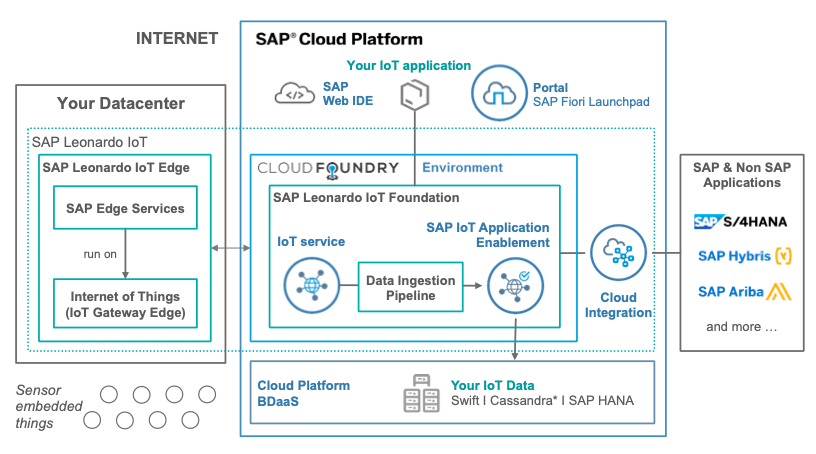 INTERNET
SAP® Cloud Platform
Your IoT application
SAP
Web IDE
Portal
SAP Fiori Launchpad
Your Datacenter
SAP Leonardo IoT
SAP Leonardo IoT Edge
SAP Edge Services
run on
Internet of Things
(IoT Gateway Edge)
CLOUD FOUNDRY Environment
SAP Leonardo IoT Foundation
IoT service
SAP IoT Application
Enablement
Data Ingestion
Pipeline
Cloud
Integration
SAP & Non SAP
Applications
SAP S/4HANA
SAP Hybris
SAP Ariba
and more …
Cloud Platform
BDaaS
Your IoT Data
Swift I Cassandra* I SAP HANA
Sensor
embedded
things